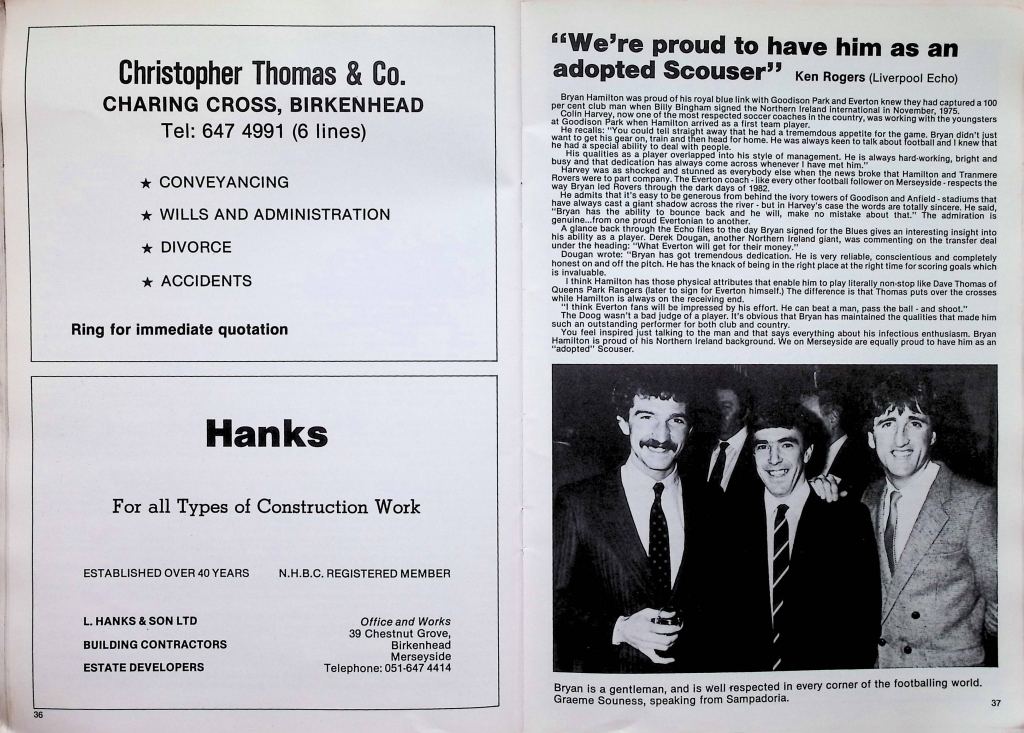 Christopher Thomas & Co.
CHARING CROSS, BIRKENHEAD
Tel: 647 4991 (6 lines)
★ CONVEYANCING
★ WILLS AND ADMINISTRATION
★ DIVORCE
★ ACCIDENTS
Ring for immediate quotation
Hanks
For all Types of Construction Work
ESTABLISHED OVER 40 YEARS N.H.B.C. REGISTERED MEMBER
L. HANKS & SON LTD
BUILDING CONTRACTORS
ESTATE DEVELOPERS
Office and Works
39 Chestnut Grove,
Birkenhead
Merseyside
Telephone: 051-647 4414
36
“We're proud to have him as an
adopted Scouser” Ken Rogers (Liverpool Echo)
Bryan Hamilton was proud of his royal blue link with Goodison Park and Everton knew they had captured a 100
per cent club man when Billy Bingham signed the Northern Ireland international in November, 1975.
Colin Harvey, now one of the most respected soccer coaches in the country, was working with the youngsters
at Goodison Park when Hamilton arrived as a first team player.
He recalls: "You could tell straight away that he had a trememdous appetite for the game. Bryan didn't just
want to get his gear on, train and then head for home. He was always keen to talk about football and I knew that
he had a special ability to deal with people.
His qualities as a player overlapped into his style of management. He is always hard-working, bright and
busy and that dedication has always come across whenever I have met him."
Harvey was as shocked and stunned as everybody else when the news broke that Hamilton and Tranmere
Rovers were to part company. The Everton coach - like every other football follower on Merseyside - respects the
way Bryan led Rovers through the dark days of 1982.
He admits that it's easy to be generous from behind the ivory towers of Goodison and Anfield - stadiums that
have always cast a giant shadow across the river - but in Harvey's case the words are totally sincere. He said,
"Bryan has the ability to bounce back and he will, make no mistake about that." The admiration is
genuine...from one proud Evertonian to another.
A glance back through the Echo files to the day Bryan signed for the Blues gives an interesting insight into
his ability as a player. Derek Dougan, another Northern Ireland giant, was commenting on the transfer deal
under the heading: "What Everton will get for their money."
Dougan wrote: "Bryan has got tremendous dedication. He is very reliable, conscientious and completely
honest on and off the pitch. He has the knack of being in the right place at the right time for scoring goals which
is invaluable.
I think Hamilton has those physical attributes that enable him to play literally non-stop like Dave Thomas of
Queens Park Rangers (later to sign for Everton himself.) The difference is that Thomas puts over the crosses
while Hamilton is always on the receiving end.
"I think Everton fans will be impressed by his effort. He can beat a man, pass the ball - and shoot."
The Doog wasn't a bad judge of a player. It's obvious that Bryan has maintained the qualities that made him
such an outstanding performer for both club and country.
You feel inspired just talking to the man and that says everything about his infectious enthusiasm. Bryan
Hamilton is proud of his Northern Ireland background. We on Merseyside are equally proud to have him as an
"adopted" Scouser.
Bryan is a gentleman, and is well respected in every corner of the footballing world.
Graeme Souness, speaking from Sampadoria.
37